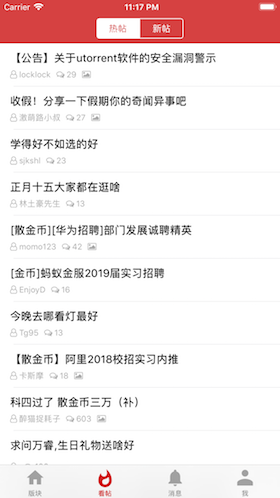 Carrier 11:17 PM
热帖 新帖
【公告】关于utorrent软件的安全漏洞警示
locklock 29
收假！分享一下假期你的奇闻异事吧
激萌路小叔 27
学得好不如选的好
sjkshl 23
正月十五大家都在逛啥
林土豪先生 13
[散金币][华为招聘]部门发展诚聘精英
momo123 42
[金币]蚂蚁金服2019届实习招聘
EnjoyD 16
今晚去哪看灯最好
Tg95 13
【散金币】阿里2018校招实习内推
卡斯摩 18
科四过了 散金币三万（补）
醉猫捉耗子 603
求问万睿,生日礼物送啥好
版块 看帖 消息 我